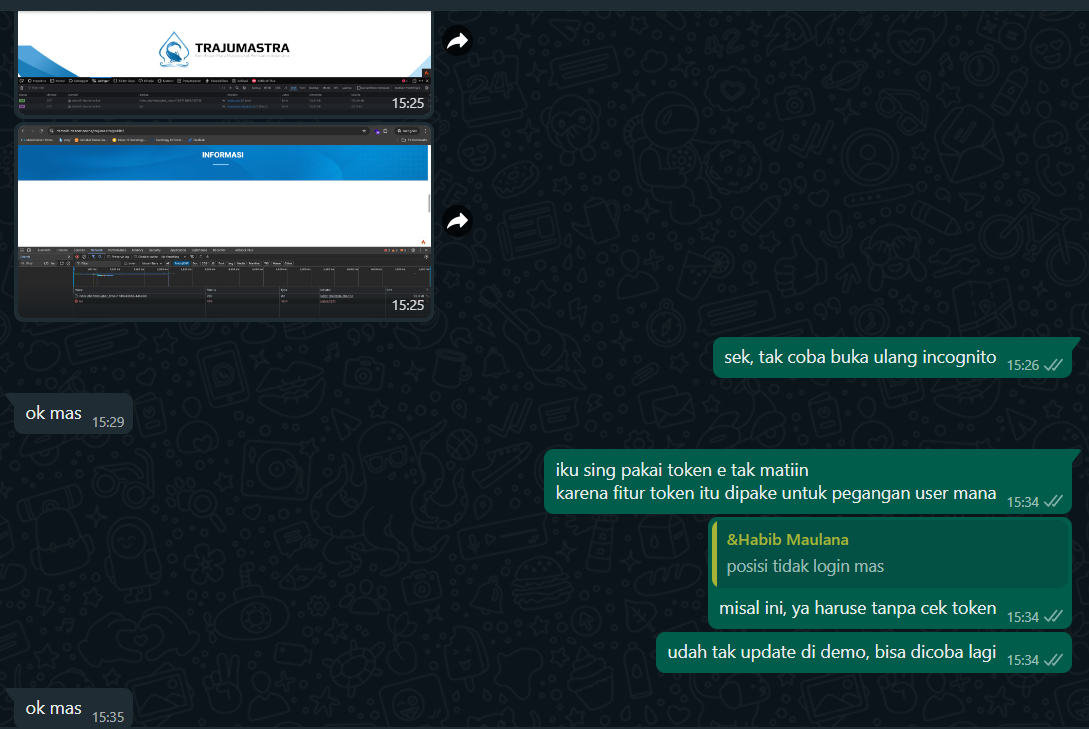 TRAJUMASTRA
15:25
INFORMASI
15:25
sek, tak coba buka ulang incognito
15:26
ok mas
15:29
iku sing pakai token e tak matiin
karena fitur token itu dipake untuk pegangan user mana
15:34
&Habib Maulana
posisi tidak login mas
misal ini, ya haruse tanpa cek token
15:34
udah tak update di demo, bisa dicoba lagi
15:34
ok mas
15:35